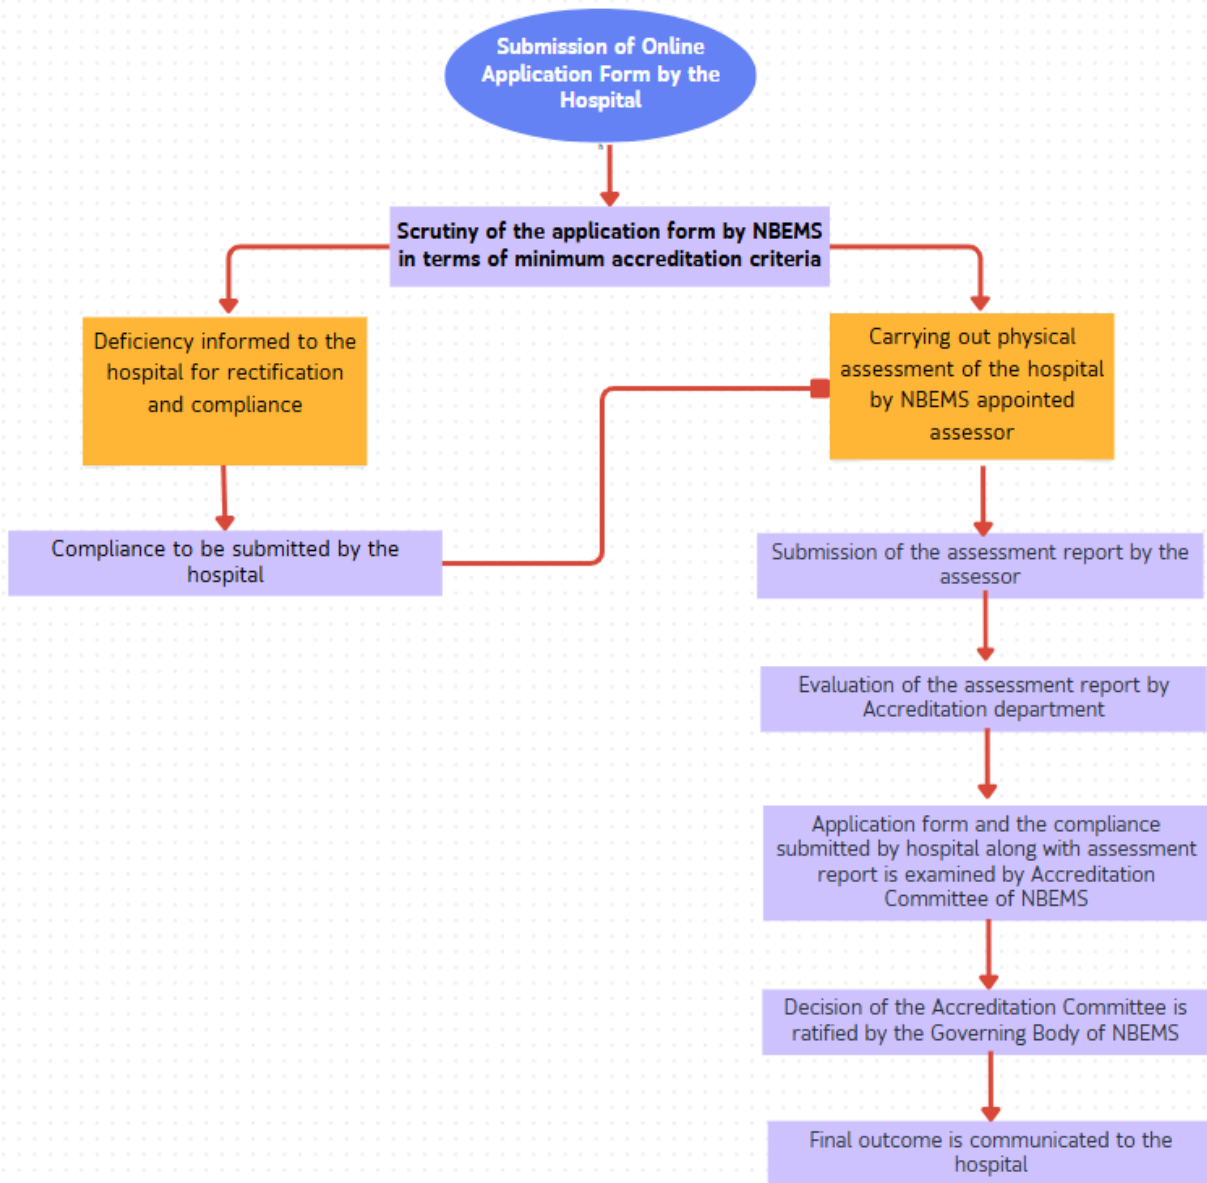 Submission of Online
Application Form by the
Hospital
h
Scrutiny of the application form by NBEMS
in terms of minimum accreditation criteria
Deficiency informed to the
hospital for rectification
and compliance
Carrying out physical
assessment of the hospital
by NBEMS appointed
assessor
Compliance to be submitted by the
hospital
Submission of the assessment report by the
assessor
Evaluation of the assessment report by
Accreditation department
Application form and the compliance
submitted by hospital along with assessment
report is examined by Accreditation
Committee of NBEMS
Decision of the Accreditation Committee is
ratified by the Governing Body of NBEMS
Final outcome is communicated to the
hospital